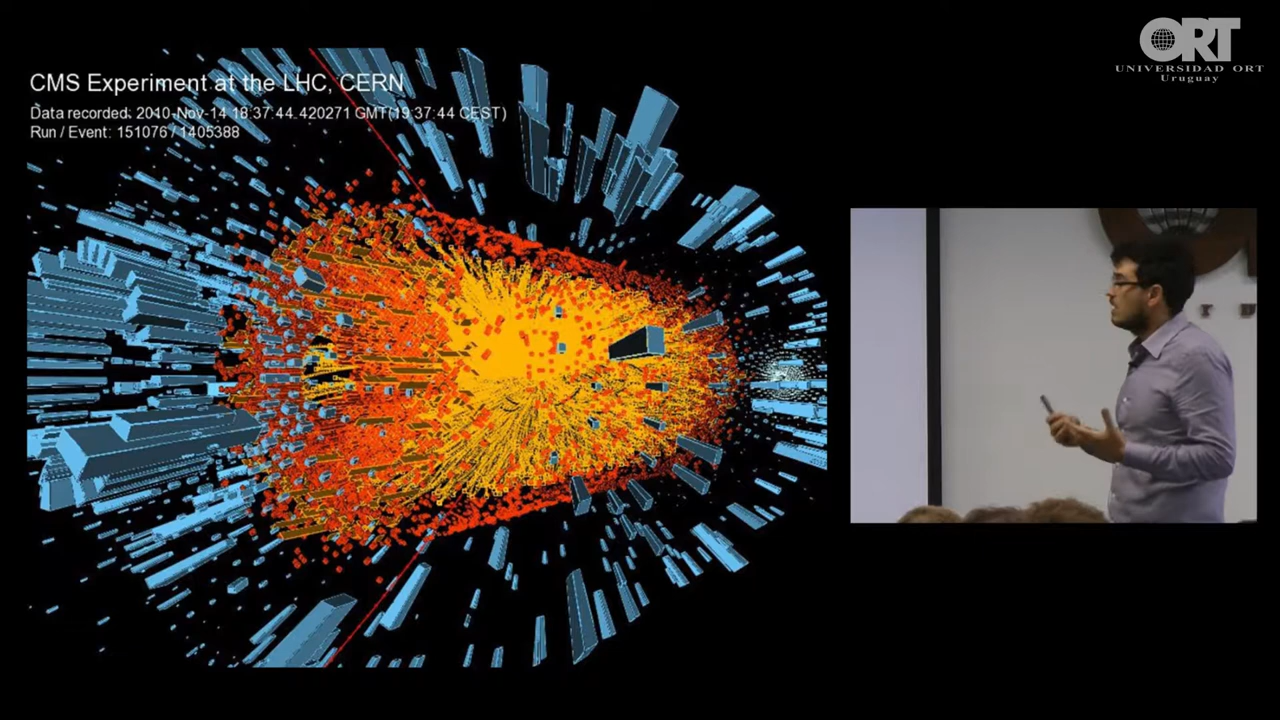 CMS Experiment at the LHC, CERN
Data recorded: 2010-Nov-14 18:37:44.420271 GMT(19:37:44 CEST)
Run / Event: 151076 / 1405388
ORT
UNIVERSIDAD ORT
Uruguay